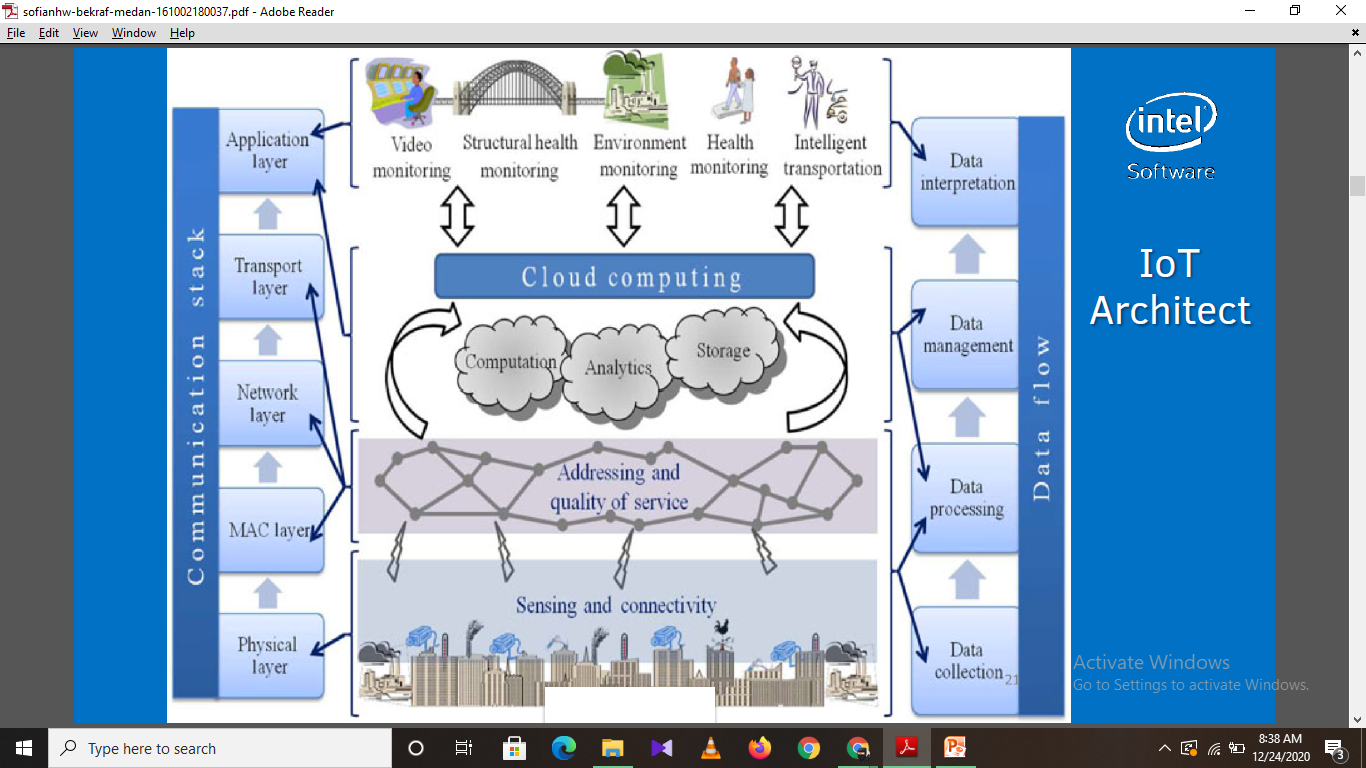 sofianhw-bekraf-medan-161002180037.pdf - Adobe Reader
File Edit View Window Help
Communication stack
Application
layer
Transport
layer
Network
layer
MAC layer
Physical
layer
Video
monitoring
Structural health
monitoring
Environment
monitoring
Health
monitoring
Intelligent
transportation
Cloud computing
Computation
Analytics
Storage
Addressing and
quality of service
Sensing and connectivity
Data
interpretation
Data
management
Data
processing
Data
collection
21
Data flow
intel
Software
IoT
Architect
Activate Windows
Go to Settings to activate Windows.
Type here to search
8:38 AM
12/24/2020
3